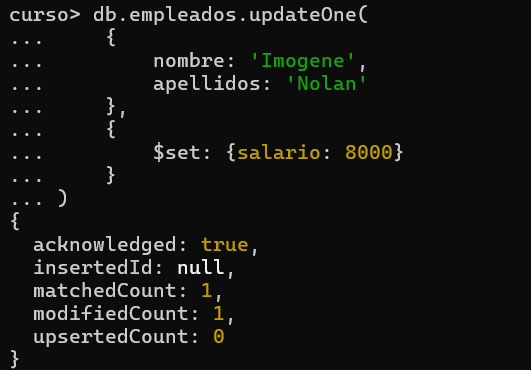 curso> db.empleados.updateOne(
...     {
...         nombre: 'Imogene',
...         apellidos: 'Nolan'
...     },
...     {
...         $set: {salario: 8000}
...     }
... )
{
  acknowledged: true,
  insertedId: null,
  matchedCount: 1,
  modifiedCount: 1,
  upsertedCount: 0
}